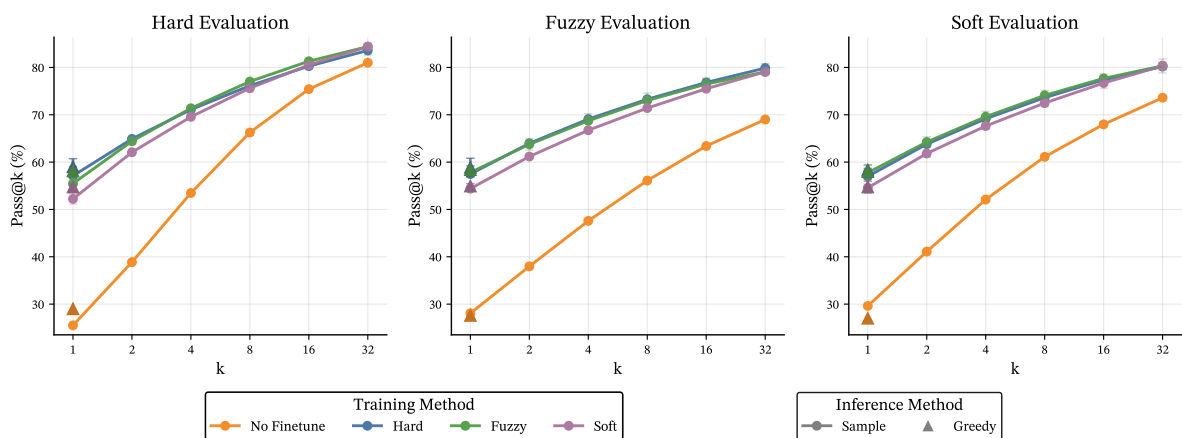 Hard Evaluation
Pass@k (%)
80
70
60
50
40
30
1 2 4 8 16 32
k
Fuzzy Evaluation
Pass@k (%)
80
70
60
50
40
30
1 2 4 8 16 32
k
Soft Evaluation
Pass@k (%)
80
70
60
50
40
30
1 2 4 8 16 32
k
Training Method
No Finetune Hard Fuzzy Soft
Inference Method
Sample Greedy